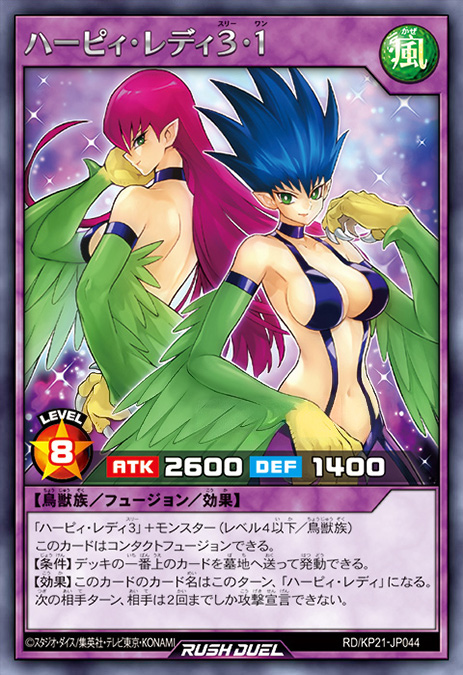 ハーピィ・レディ3・1
スリー ワン
風
かぜ
LEVEL
8
ATK 2600 DEF 1400
【鳥獣族／フュージョン／効果】
「ハーピィ・レディ3」＋モンスター（レベル4以下／鳥獣族）
このカードはコンタクトフュージョンできる。
【条件】デッキの一番上のカードを墓地へ送って発動できる。
【効果】このカードのカード名はこのターン、「ハーピィ・レディ」になる。
次の相手ターン、相手は2回までしか攻撃宣言できない。
©スタジオ・ダイス/集英社・テレビ東京・KONAMI
RUSH DUEL
RD/KP21-JP044